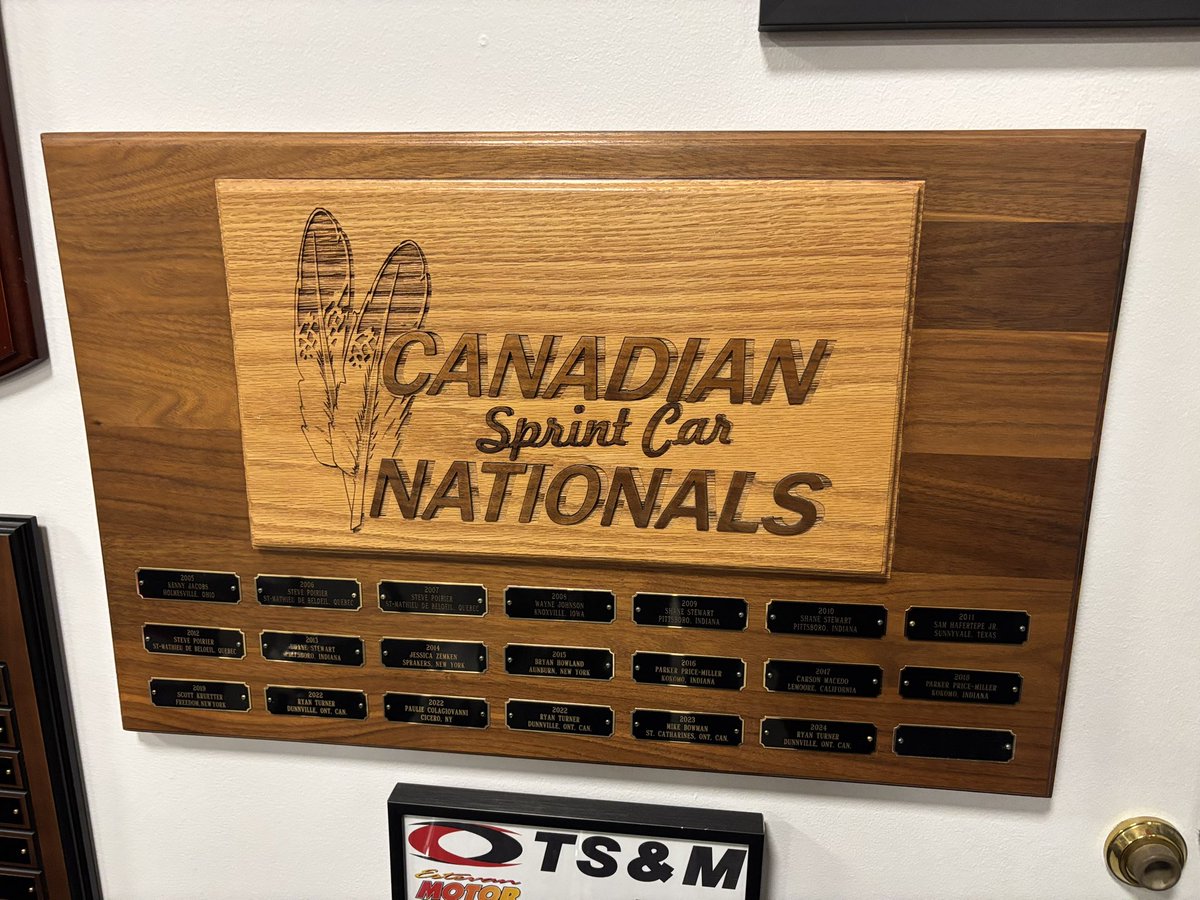 CANADIAN
Sprint Car
NATIONALS
2005
KENNY JACOBS
HOLMESVILLE, OHIO
2006
STEVE POIRIER
ST-MATHIEU DE BELOEIL, QUEBEC
2007
STEVE POIRIER
ST-MATHIEU DE BELOEIL, QUEBEC
2008
WAYNE JOHNSON
KNOXVILLE, IOWA
2009
SHANE STEWART
PITTSBORO, INDIANA
2010
SHANE STEWART
PITTSBORO, INDIANA
2011
SAM HAFERTEPE JR.
SUNNYVALE, TEXAS
2012
STEVE POIRIER
ST-MATHIEU DE BELOEIL, QUEBEC
2013
SHANE STEWART
PITTSBORO, INDIANA
2014
JESSICA ZEMKEN
SPRAKERS, NEW YORK
2015
BRYAN HOWLAND
AUNBURN, NEW YORK
2016
PARKER PRICE-MILLER
KOKOMO, INDIANA
2017
CARSON MACEDO
LEMOORE, CALIFORNIA
2018
PARKER PRICE-MILLER
KOKOMO, INDIANA
2019
SCOTT KRUETTER
FREEDOM, NEW YORK
2022
RYAN TURNER
DUNNVILLE, ONT. CAN.
2022
PAULIE COLAGIOVANNI
CICERO, NY
2022
RYAN TURNER
DUNNVILLE, ONT. CAN.
2023
MIKE BOWMAN
ST. CATHARINES, ONT. CAN.
2024
RYAN TURNER
DUNNVILLE, ONT. CAN.
TS&M
Estevan
MOTOR